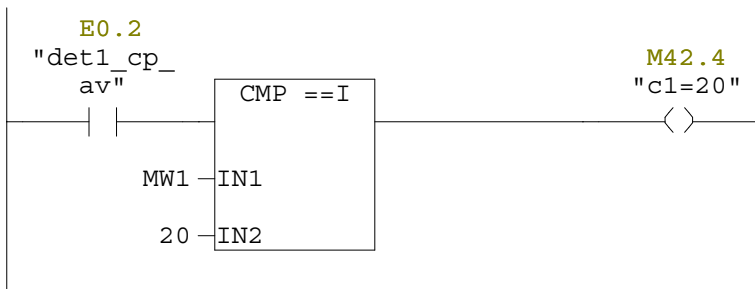 E0.2
"det1_cp_
av"
M42.4
"c1=20"
CMP ==I
MW1
IN1
20
IN2